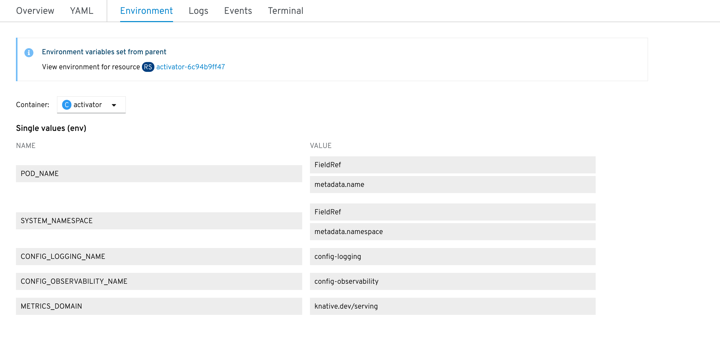 Overview YAML Environment Logs Events Terminal
Environment variables set from parent
View environment for resource RS activator-6c94b9ff47
Container: C activator
Single values (env)
NAME VALUE
POD_NAME FieldRef
metadata.name
SYSTEM_NAMESPACE FieldRef
metadata.namespace
CONFIG_LOGGING_NAME config-logging
CONFIG_OBSERVABILITY_NAME config-observability
METRICS_DOMAIN knative.dev/serving